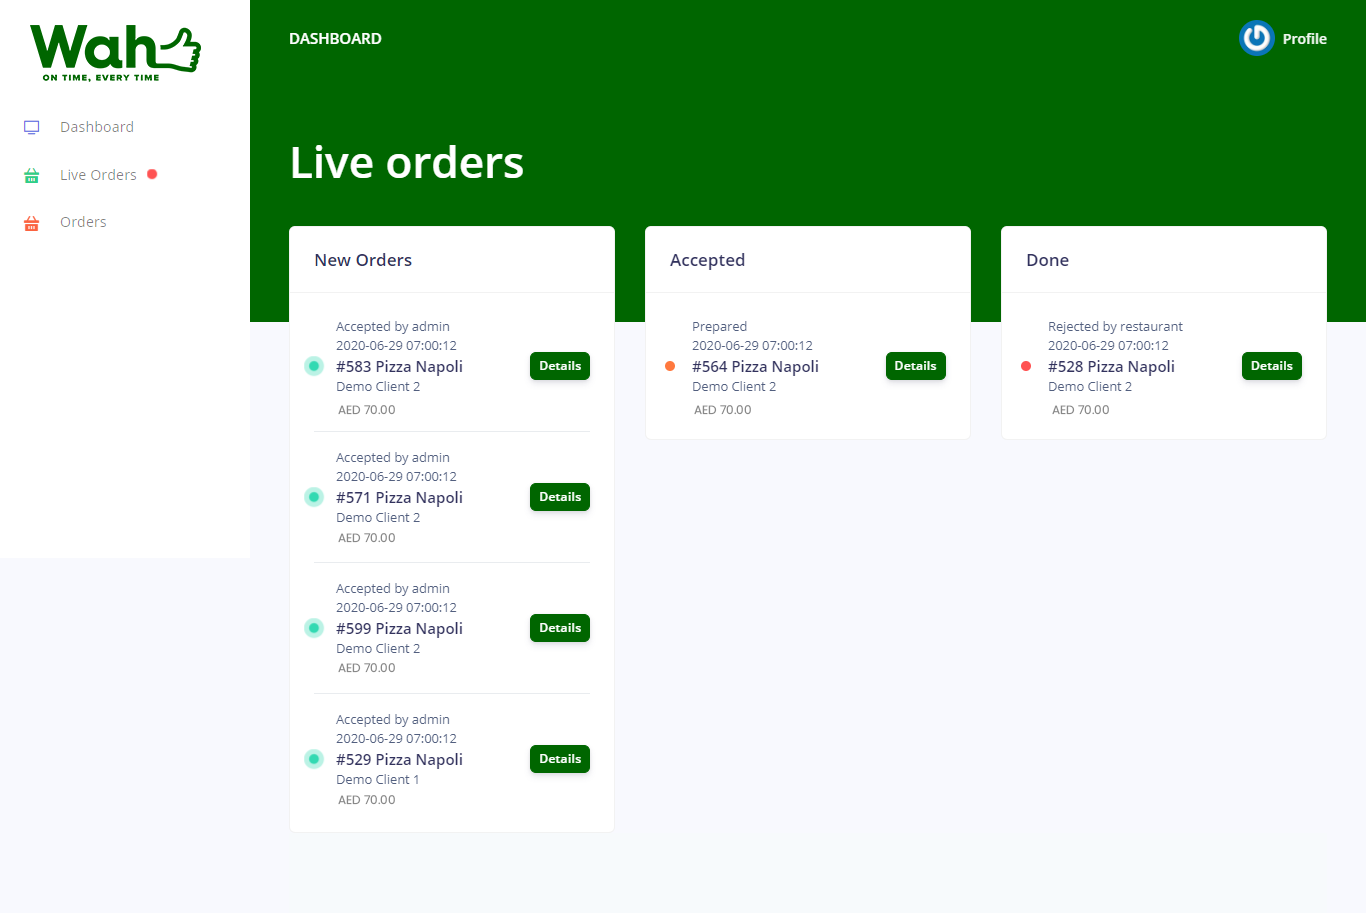 Wah
ON TIME, EVERY TIME
Dashboard
Live Orders
Orders
DASHBOARD
Profile
Live orders
New Orders
Accepted by admin
2020-06-29 07:00:12
#583 Pizza Napoli
Demo Client 2
AED 70.00
Details
Accepted by admin
2020-06-29 07:00:12
#571 Pizza Napoli
Demo Client 2
AED 70.00
Details
Accepted by admin
2020-06-29 07:00:12
#599 Pizza Napoli
Demo Client 2
AED 70.00
Details
Accepted by admin
2020-06-29 07:00:12
#529 Pizza Napoli
Demo Client 1
AED 70.00
Details
Accepted
Prepared
2020-06-29 07:00:12
#564 Pizza Napoli
Demo Client 2
AED 70.00
Details
Done
Rejected by restaurant
2020-06-29 07:00:12
#528 Pizza Napoli
Demo Client 2
AED 70.00
Details